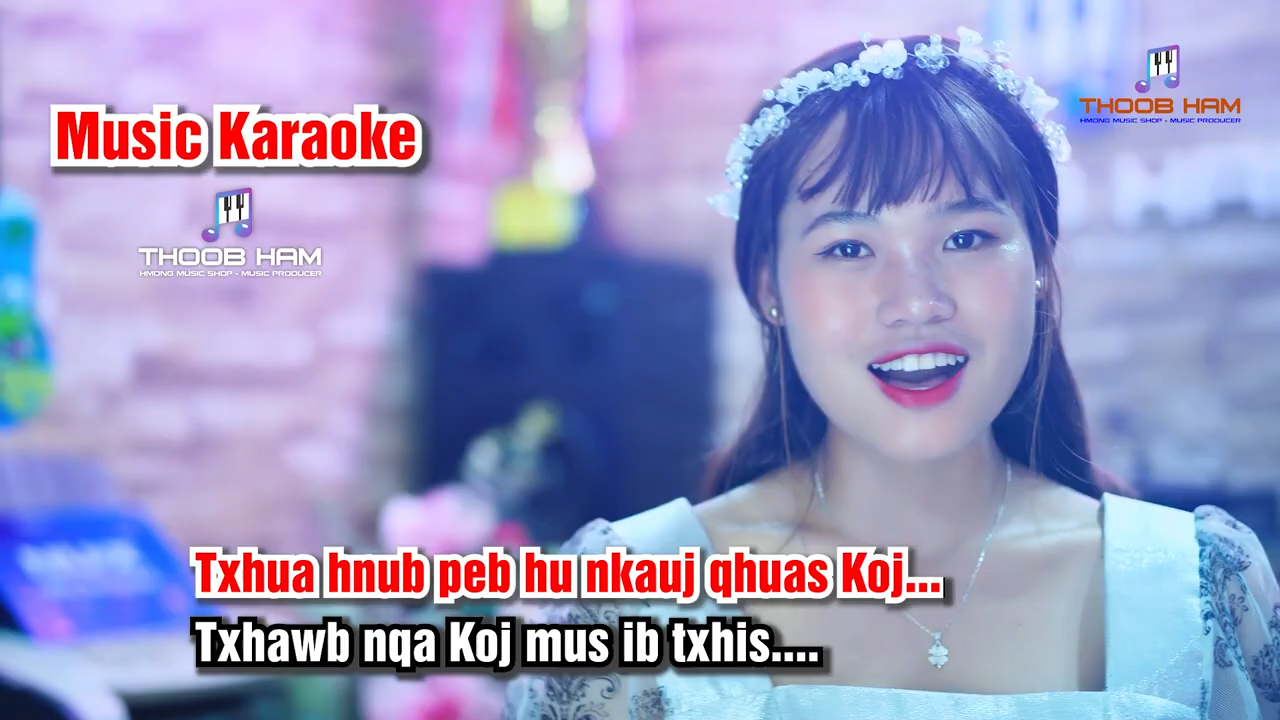 Music Karaoke
THOOB HAM
HMONG MUSIC SHOP - MUSIC PRODUCER
THOOB HAM
HMONG MUSIC SHOP - MUSIC PRODUCER
Txhua hnub peb hu nkauj qhuas Koj...
Txhawb nqa Koj mus ib txhis....